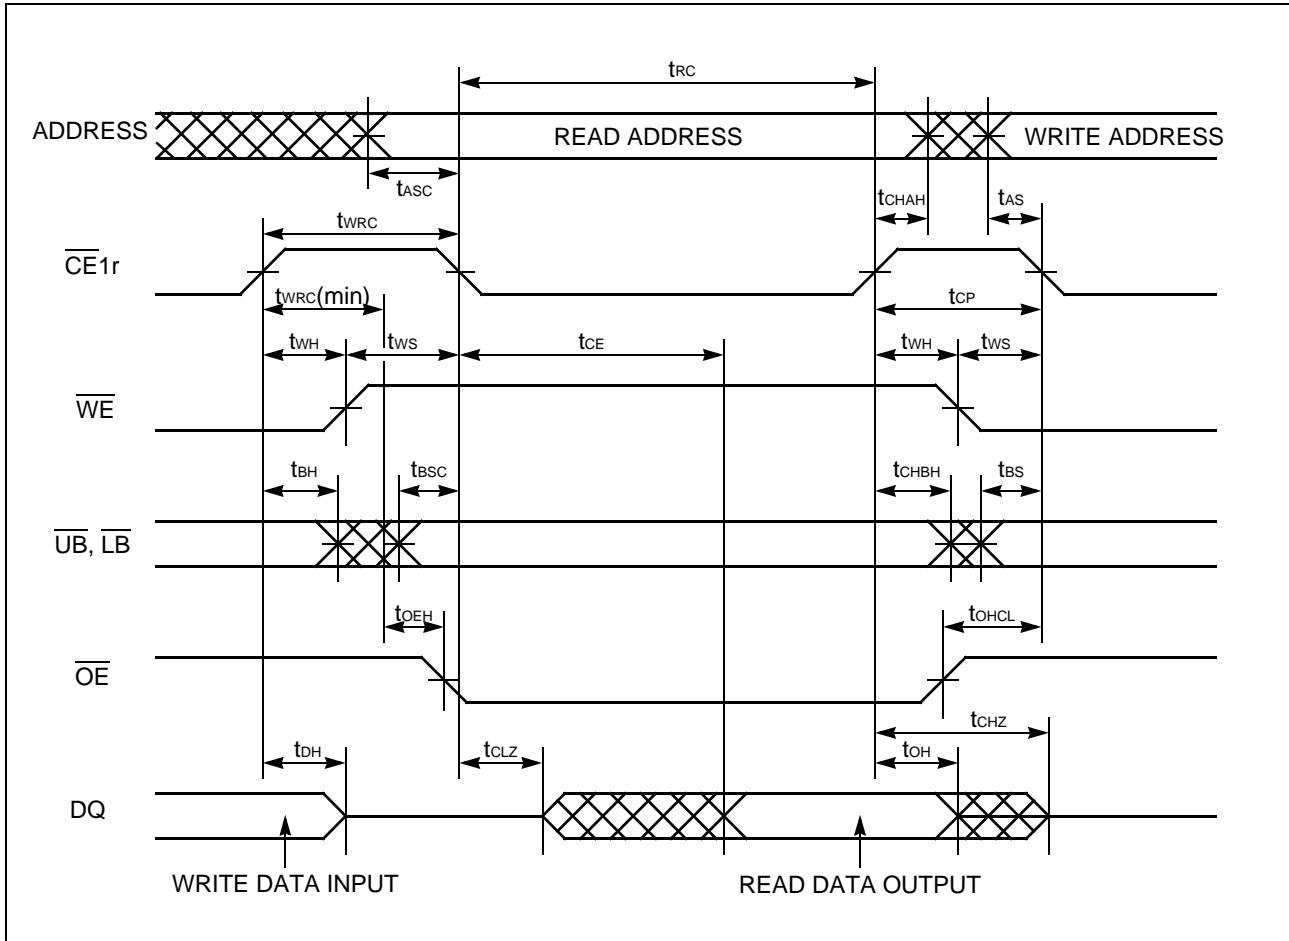 tRC
ADDRESS READ ADDRESS WRITE ADDRESS
tASC tCHAH tAS
tWRC
CE1r
tWRC(min) tCP
tWH tWS tCE tWH tWS
WE
tBH tBSC tCHBH tBS
UB, LB
tOEH tOHCL
OE
tCHZ
tDH tCLZ tOH
DQ
WRITE DATA INPUT READ DATA OUTPUT